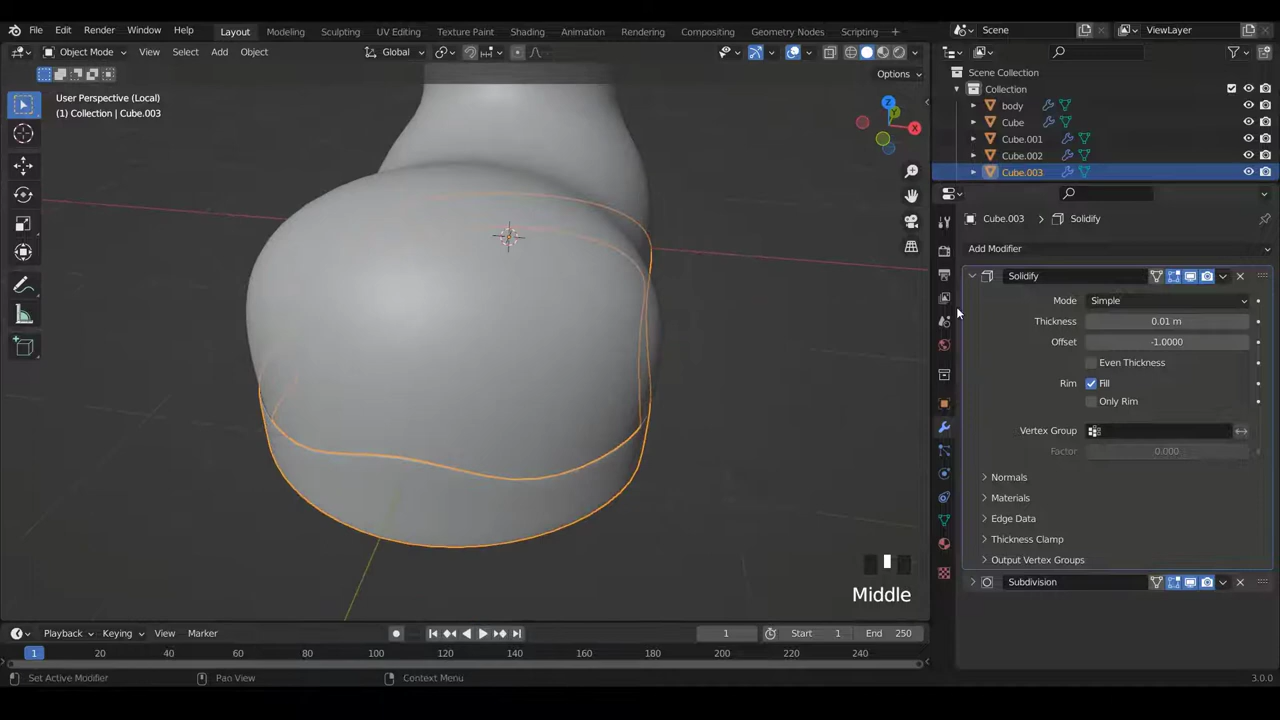 File Edit Render Window Help Layout Modeling Sculpting UV Editing Texture Paint Shading Animation Rendering Compositing Geometry Nodes Scripting Scene ViewLayer
Object Mode View Select Add Object Global
Options
User Perspective (Local)
(1) Collection | Cube.003
Z
Y
X
Scene Collection
Collection
body
Cube
Cube.001
Cube.002
Cube.003
Cube.003 Solidify
Add Modifier
Solidify
Mode Simple
Thickness 0.01 m
Offset -1.0000
Even Thickness
Rim Fill
Only Rim
Vertex Group
Factor 0.000
Normals
Materials
Edge Data
Thickness Clamp
Output Vertex Groups
Subdivision
Middle
Playback Keying View Marker 1 Start 1 End 250
1 20 40 60 80 100 120 140 160 180 200 220 240
Set Active Modifier Pan View Context Menu 3.0.0